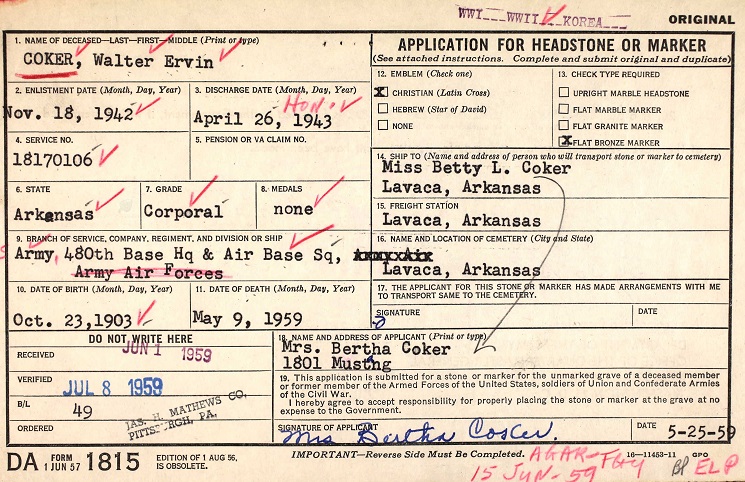 WWI___WWII___KOREA___
ORIGINAL
1. NAME OF DECEASED—LAST—FIRST—MIDDLE (Print or type)
COKER, Walter Ervin
APPLICATION FOR HEADSTONE OR MARKER
(See attached instructions. Complete and submit original and duplicate)
2. ENLISTMENT DATE (Month, Day, Year)
Nov. 18, 1942
3. DISCHARGE DATE (Month, Day, Year)
Hon.
April 26, 1943
12. EMBLEM (Check one)
X CHRISTIAN (Latin Cross)
HEBREW (Star of David)
NONE
13. CHECK TYPE REQUIRED
UPRIGHT MARBLE HEADSTONE
FLAT MARBLE MARKER
FLAT GRANITE MARKER
X FLAT BRONZE MARKER
4. SERVICE NO.
18170106
5. PENSION OR VA CLAIM NO.
14. SHIP TO (Name and address of person who will transport stone or marker to cemetery)
Miss Betty L. Coker
Lavaca, Arkansas
6. STATE
Arkansas
7. GRADE
Corporal
8. MEDALS
none
15. FREIGHT STATION
Lavaca, Arkansas
9. BRANCH OF SERVICE, COMPANY, REGIMENT, AND DIVISION OR SHIP
Army, 480th Base Hq & Air Base Sq,
Army Air Forces
16. NAME AND LOCATION OF CEMETERY (City and State)
Lavaca, Arkansas
10. DATE OF BIRTH (Month, Day, Year)
Oct. 23,1903
11. DATE OF DEATH (Month, Day, Year)
May 9, 1959
17. THE APPLICANT FOR THIS STONE OR MARKER HAS MADE ARRANGEMENTS WITH ME
TO TRANSPORT SAME TO THE CEMETERY.
SIGNATURE
DATE
DO NOT WRITE HERE
RECEIVED
JUN 1 1959
VERIFIED
JUL 8 1959
B/L
49
ORDERED
JAS. H. MATHEWS CO.
PITTSBURGH, PA.
18. NAME AND ADDRESS OF APPLICANT (Print or type)
Mrs. Bertha Coker
1801 Mustang
19. This application is submitted for a stone or marker for the unmarked grave of a deceased member
or former member of the Armed Forces of the United States, soldiers of Union and Confederate Armies
of the Civil War.
I hereby agree to accept responsibility for properly placing the stone or marker at the grave at no
expense to the Government.
SIGNATURE OF APPLICANT
Mrs Bertha Coker.
DATE
5-25-59
DA FORM 1 JUN 57 1815
EDITION OF 1 AUG 56,
IS OBSOLETE.
IMPORTANT—Reverse Side Must be Completed.
16—11453-11 GPO
AGAR-
15 JUN-59
ELP